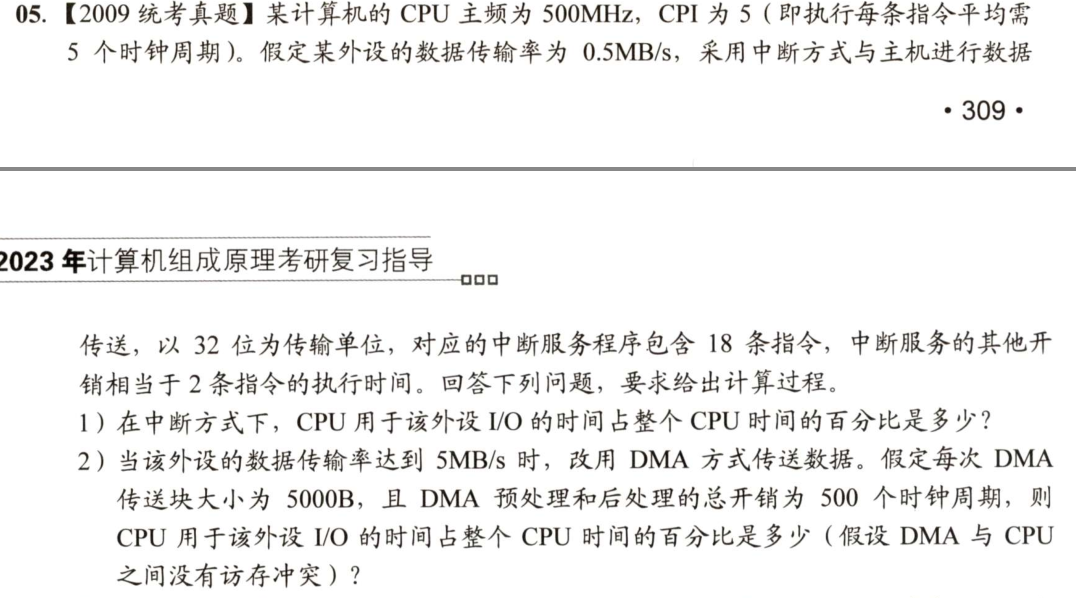 05.【2009 统考真题】某计算机的 CPU 主频为 500MHz，CPI 为 5（即执行每条指令平均需
5 个时钟周期）。假定某外设的数据传输率为 0.5MB/s，采用中断方式与主机进行数据
·309·
2023 年计算机组成原理考研复习指导
传送，以 32 位为传输单位，对应的中断服务程序包含 18 条指令，中断服务的其他开
销相当于 2 条指令的执行时间。回答下列问题，要求给出计算过程。
1）在中断方式下，CPU 用于该外设 I/O 的时间占整个 CPU 时间的百分比是多少？
2）当该外设的数据传输率达到 5MB/s 时，改用 DMA 方式传送数据。假定每次 DMA
传送块大小为 5000B，且 DMA 预处理和后处理的总开销为 500 个时钟周期，则
CPU 用于该外设 I/O 的时间占整个 CPU 时间的百分比是多少（假设 DMA 与 CPU
之间没有访存冲突）？